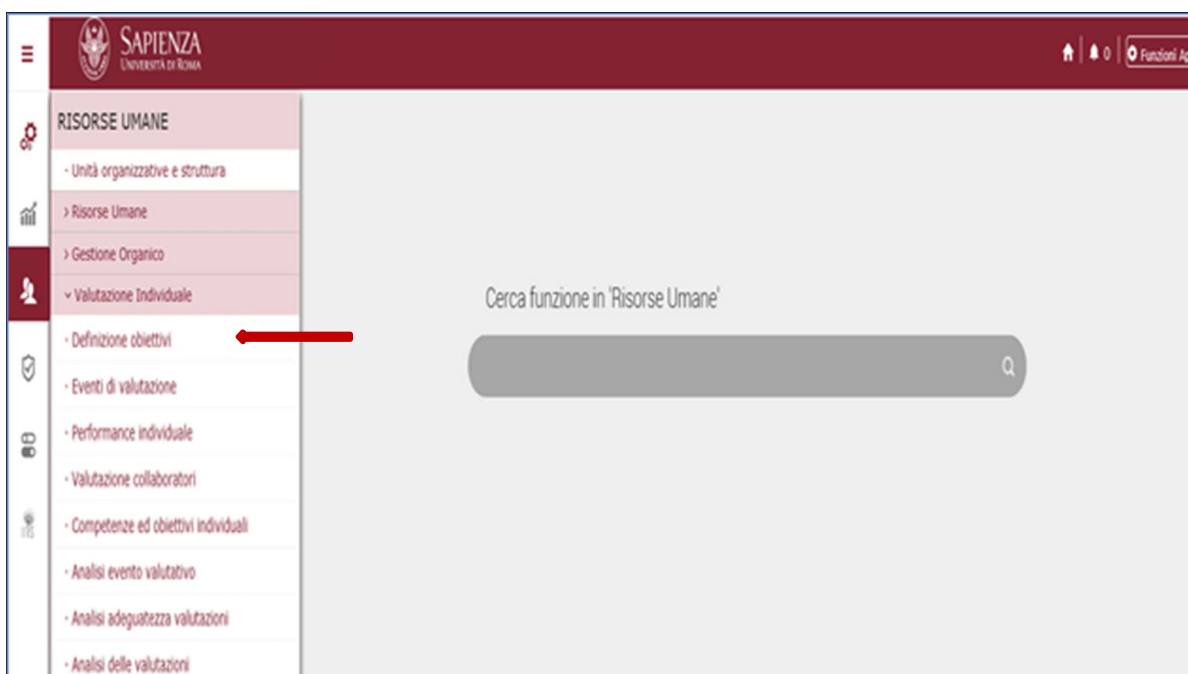 SAPIENZA
UNIVERSITÀ DI ROMA
0
Funzioni Ap
RISORSE UMANE
- Unità organizzative e struttura
> Risorse Umane
> Gestione Organico
Valutazione Individuale
- Definizione obiettivi
- Eventi di valutazione
- Performance individuale
- Valutazione collaboratori
- Competenze ed obiettivi individuali
- Analisi evento valutativo
- Analisi adeguatezza valutazioni
- Analisi delle valutazioni
Cerca funzione in 'Risorse Umane'